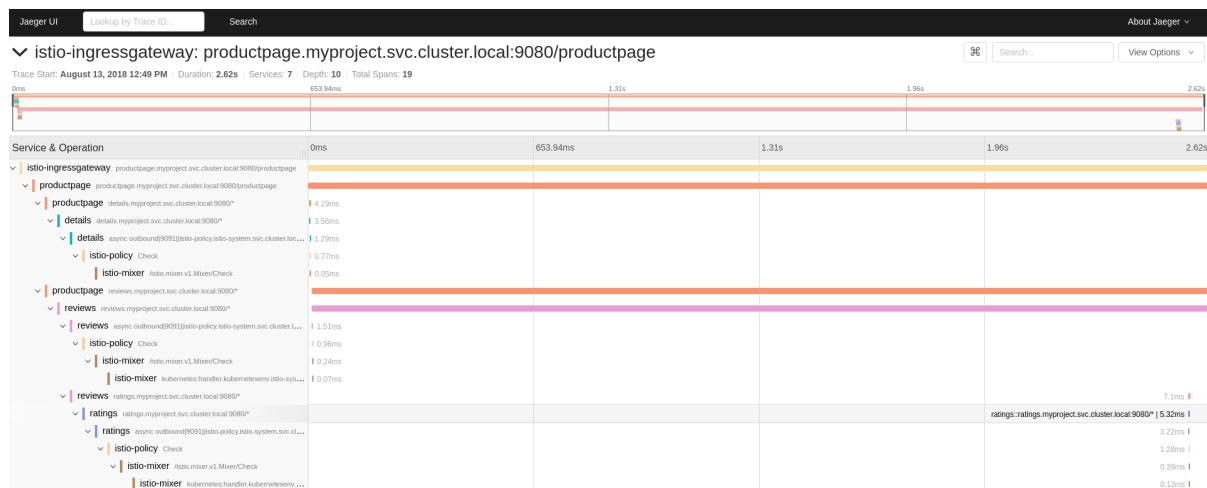 Jaeger UI Lookup by Trace ID... Search About Jaeger
istio-ingressgateway: productpage.myproject.svc.cluster.local:9080/productpage ⌘ Search... View Options
Trace Start: August 13, 2018 12:49 PM | Duration: 2.62s | Services: 7 | Depth: 10 | Total Spans: 19
0ms 653.94ms 1.31s 1.96s 2.62s
Service & Operation 0ms 653.94ms 1.31s 1.96s 2.62s
istio-ingressgateway productpage.myproject.svc.cluster.local:9080/productpage
productpage productpage.myproject.svc.cluster.local:9080/productpage
productpage details.myproject.svc.cluster.local:9080/* 4.19ms
details details.myproject.svc.cluster.local:9080/* 3.56ms
details async outbound|9091||istio-policy.istio-system.svc.cluster.loc... 1.29ms
istio-policy Check 0.77ms
istio-mixer /istio.mixer.v1.Mixer/Check 0.05ms
productpage reviews.myproject.svc.cluster.local:9080/*
reviews reviews.myproject.svc.cluster.local:9080/*
reviews async outbound|9091||istio-policy.istio-system.svc.cluster.l... 1.51ms
istio-policy Check 0.96ms
istio-mixer /istio.mixer.v1.Mixer/Check 0.24ms
istio-mixer kubernetes:handler.kubernetesenv.istio-sys... 0.07ms
reviews ratings.myproject.svc.cluster.local:9080/* 7.1ms
ratings ratings.myproject.svc.cluster.local:9080/* ratings::ratings.myproject.svc.cluster.local:9080/* | 5.32ms
ratings async outbound|9091||istio-policy.istio-system.svc.cl... 3.22ms
istio-policy Check 1.28ms
istio-mixer /istio.mixer.v1.Mixer/Check 0.39ms
istio-mixer kubernetes:handler.kubernetesenv.... 0.12ms